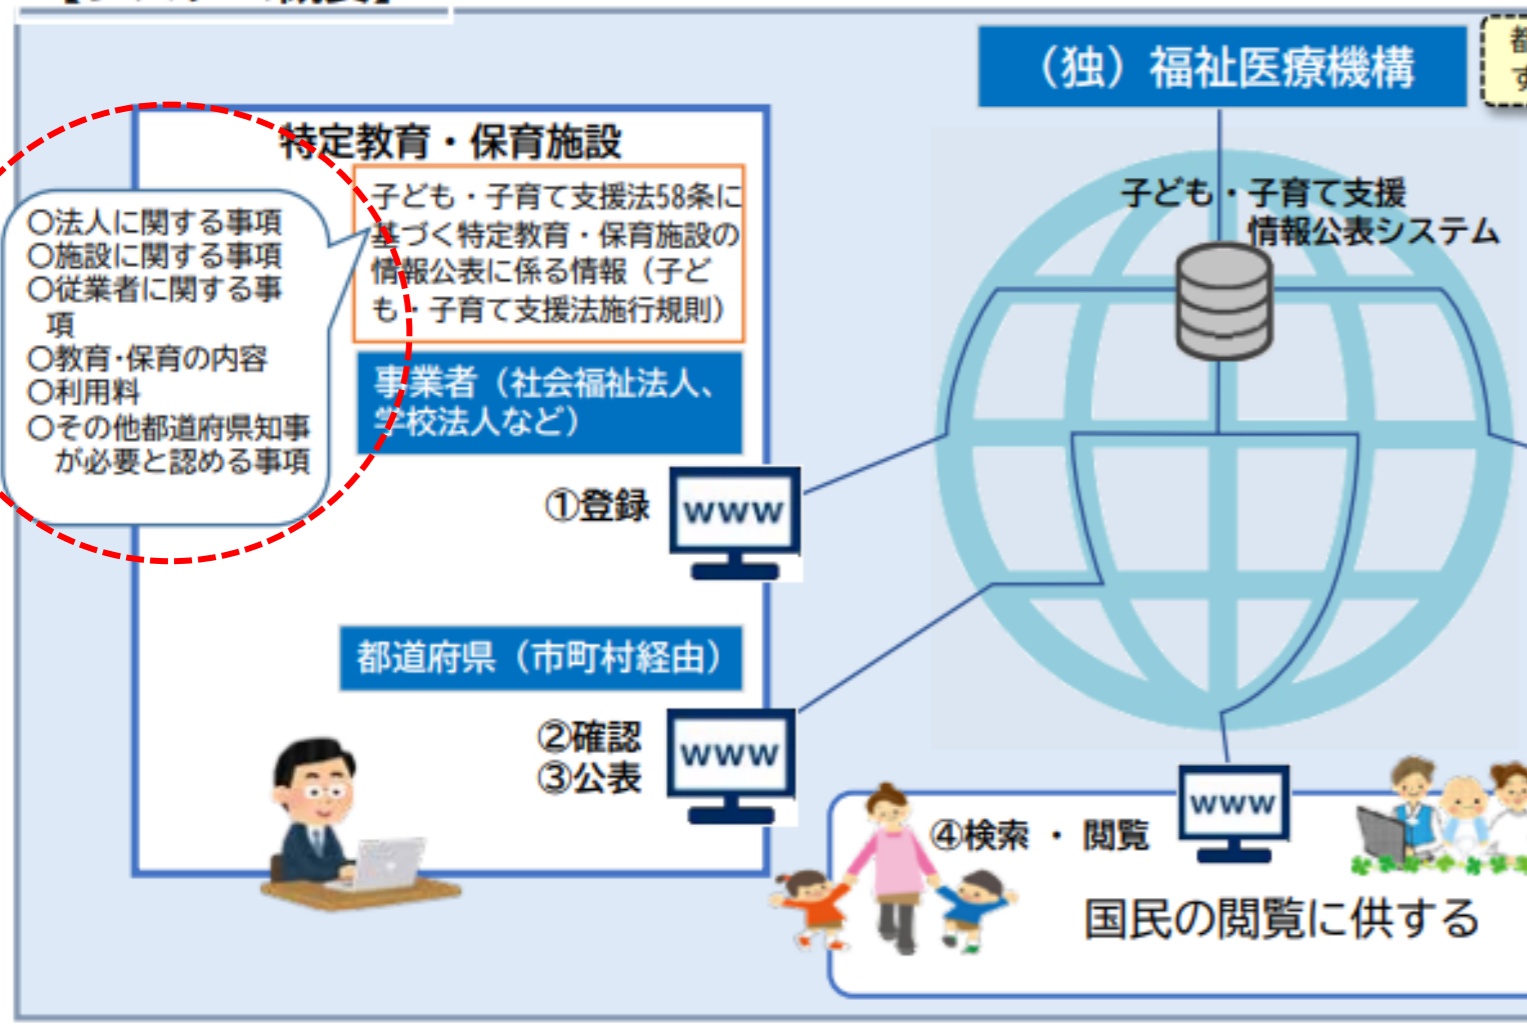 （独）福祉医療機構
都
す
特定教育・保育施設
子ども・子育て支援法58条に
基づく特定教育・保育施設の
情報公表に係る情報（子ど
も・子育て支援法施行規則）
〇法人に関する事項
〇施設に関する事項
〇従業者に関する事
項
〇教育･保育の内容
〇利用料
〇その他都道府県知事
が必要と認める事項
事業者（社会福祉法人、
学校法人など）
①登録
www
都道府県（市町村経由）
②確認
③公表
www
子ども・子育て支援
情報公表システム
④検索 ・ 閲覧
www
国民の閲覧に供する